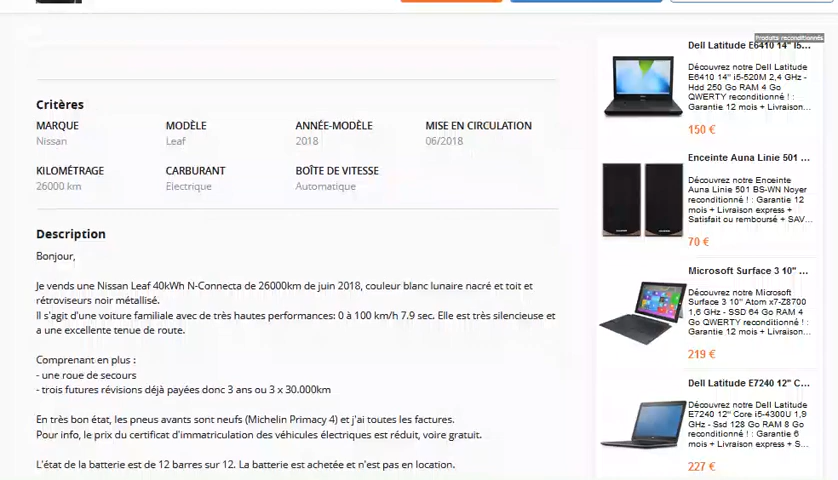 Critères
MARQUE
Nissan
MODÈLE
Leaf
ANNÉE-MODÈLE
2018
MISE EN CIRCULATION
06/2018
KILOMÉTRAGE
26000 km
CARBURANT
Electrique
BOÎTE DE VITESSE
Automatique
Description
Bonjour,
Je vends une Nissan Leaf 40kWh N-Connecta de 26000km de juin 2018, couleur blanc lunaire nacré et toit et
rétroviseurs noir métallisé.
Il s'agit d'une voiture familiale avec de très hautes performances: 0 à 100 km/h 7.9 sec. Elle est très silencieuse et
a une excellente tenue de route.
Comprenant en plus :
- une roue de secours
- trois futures révisions déjà payées donc 3 ans ou 3 x 30.000km
En très bon état, les pneus avants sont neufs (Michelin Primacy 4) et j'ai toutes les factures.
Pour info, le prix du certificat d'immatriculation des véhicules électriques est réduit, voire gratuit.
L'état de la batterie est de 12 barres sur 12. La batterie est achetée et n'est pas en location.
Produits reconditionnés
Dell Latitude E6410 14" i5...
Découvrez notre Dell Latitude
E6410 14" i5-520M 2,4 GHz -
Hdd 250 Go RAM 4 Go
QWERTY reconditionné ! :
Garantie 12 mois + Livraison...
150 €
Enceinte Auna Linie 501 ...
Découvrez notre Enceinte
Auna Linie 501 BS-WN Noyer
reconditionné ! : Garantie 12
mois + Livraison express +
Satisfait ou remboursé + SAV...
70 €
Microsoft Surface 3 10" ...
Découvrez notre Microsoft
Surface 3 10" Atom x7-Z8700
1,6 GHz - SSD 64 Go RAM 4
Go QWERTY reconditionné ! :
Garantie 12 mois + Livraison...
219 €
Dell Latitude E7240 12" C...
Découvrez notre Dell Latitude
E7240 12" Core i5-4300U 1,9
GHz - Ssd 128 Go RAM 8 Go
reconditionné ! : Garantie 6
mois + Livraison express + S...
227 €